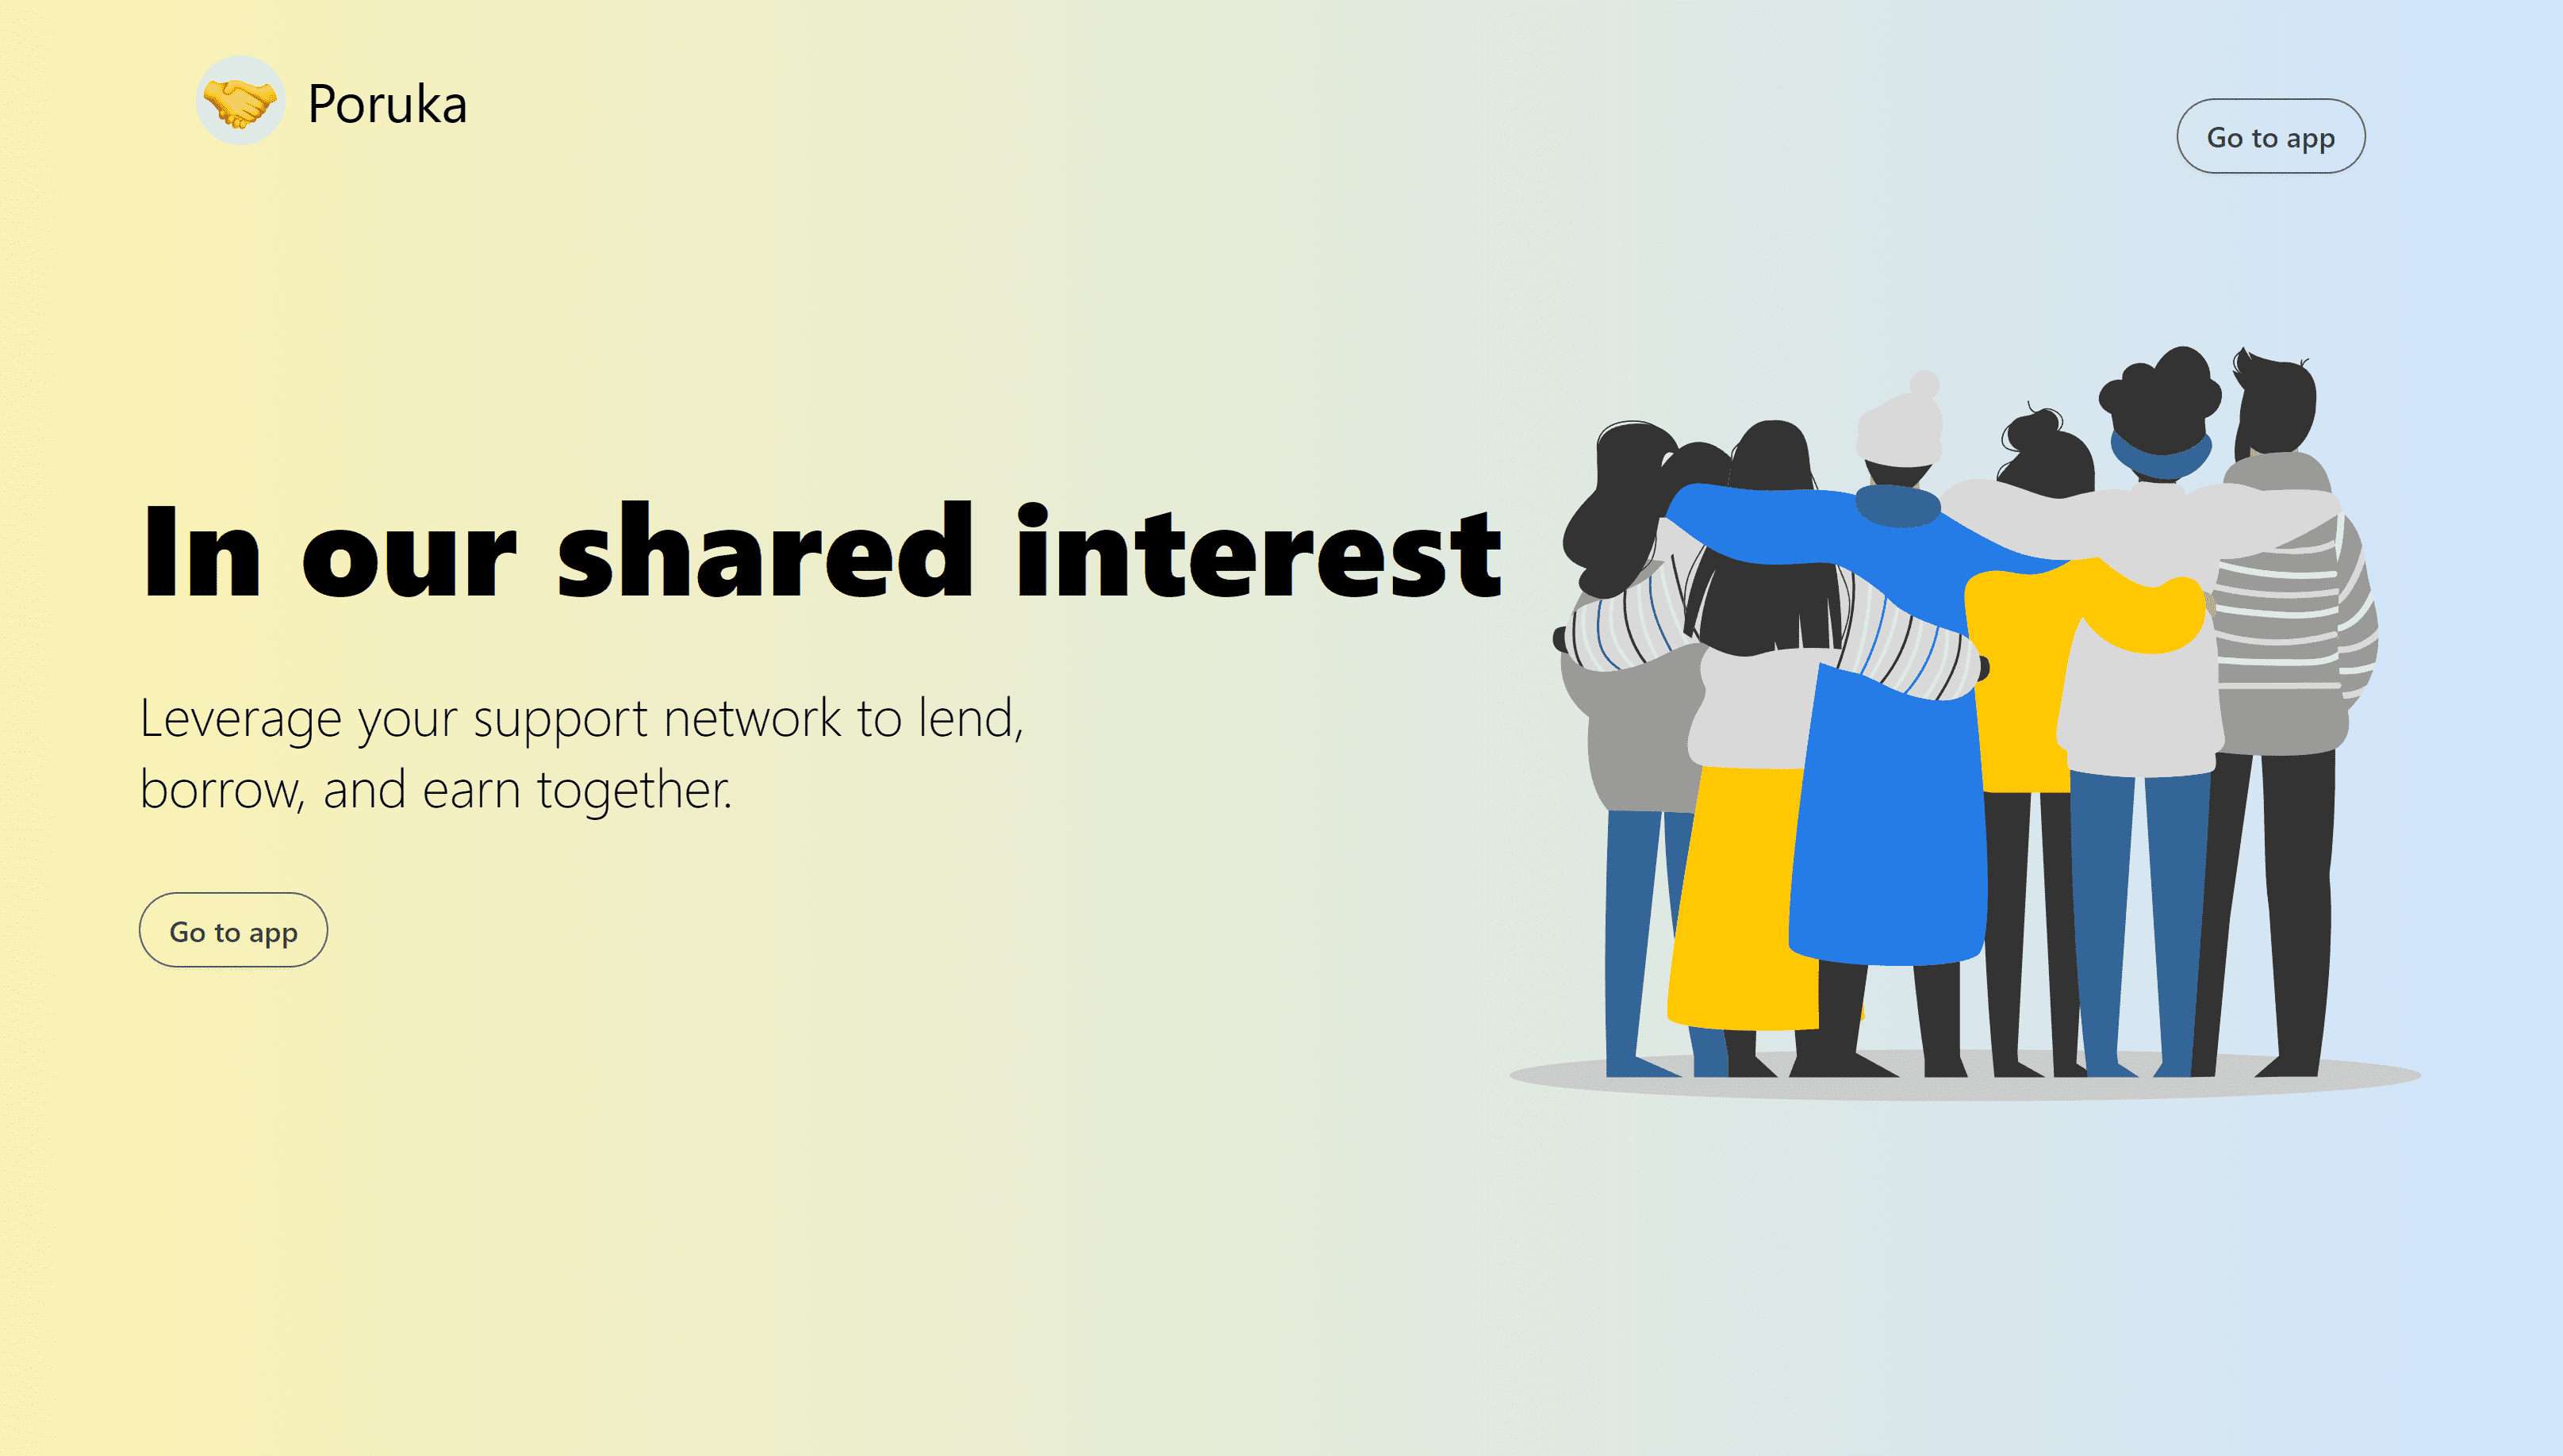 Poruka
Go to app
In our shared interest
Leverage your support network to lend,
borrow, and earn together.
Go to app